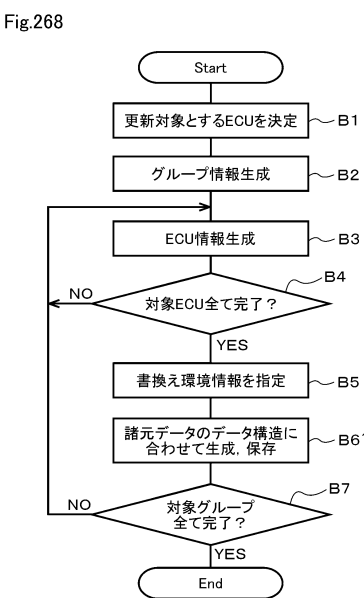 Fig.268
Start
更新対象とするECUを決定
B1
グループ情報生成
B2
ECU情報生成
B3
B4
NO
対象ECU全て完了？
YES
書換え環境情報を指定
B5
諸元データのデータ構造に
合わせて生成，保存
B6'
B7
NO
対象グループ
全て完了？
YES
End